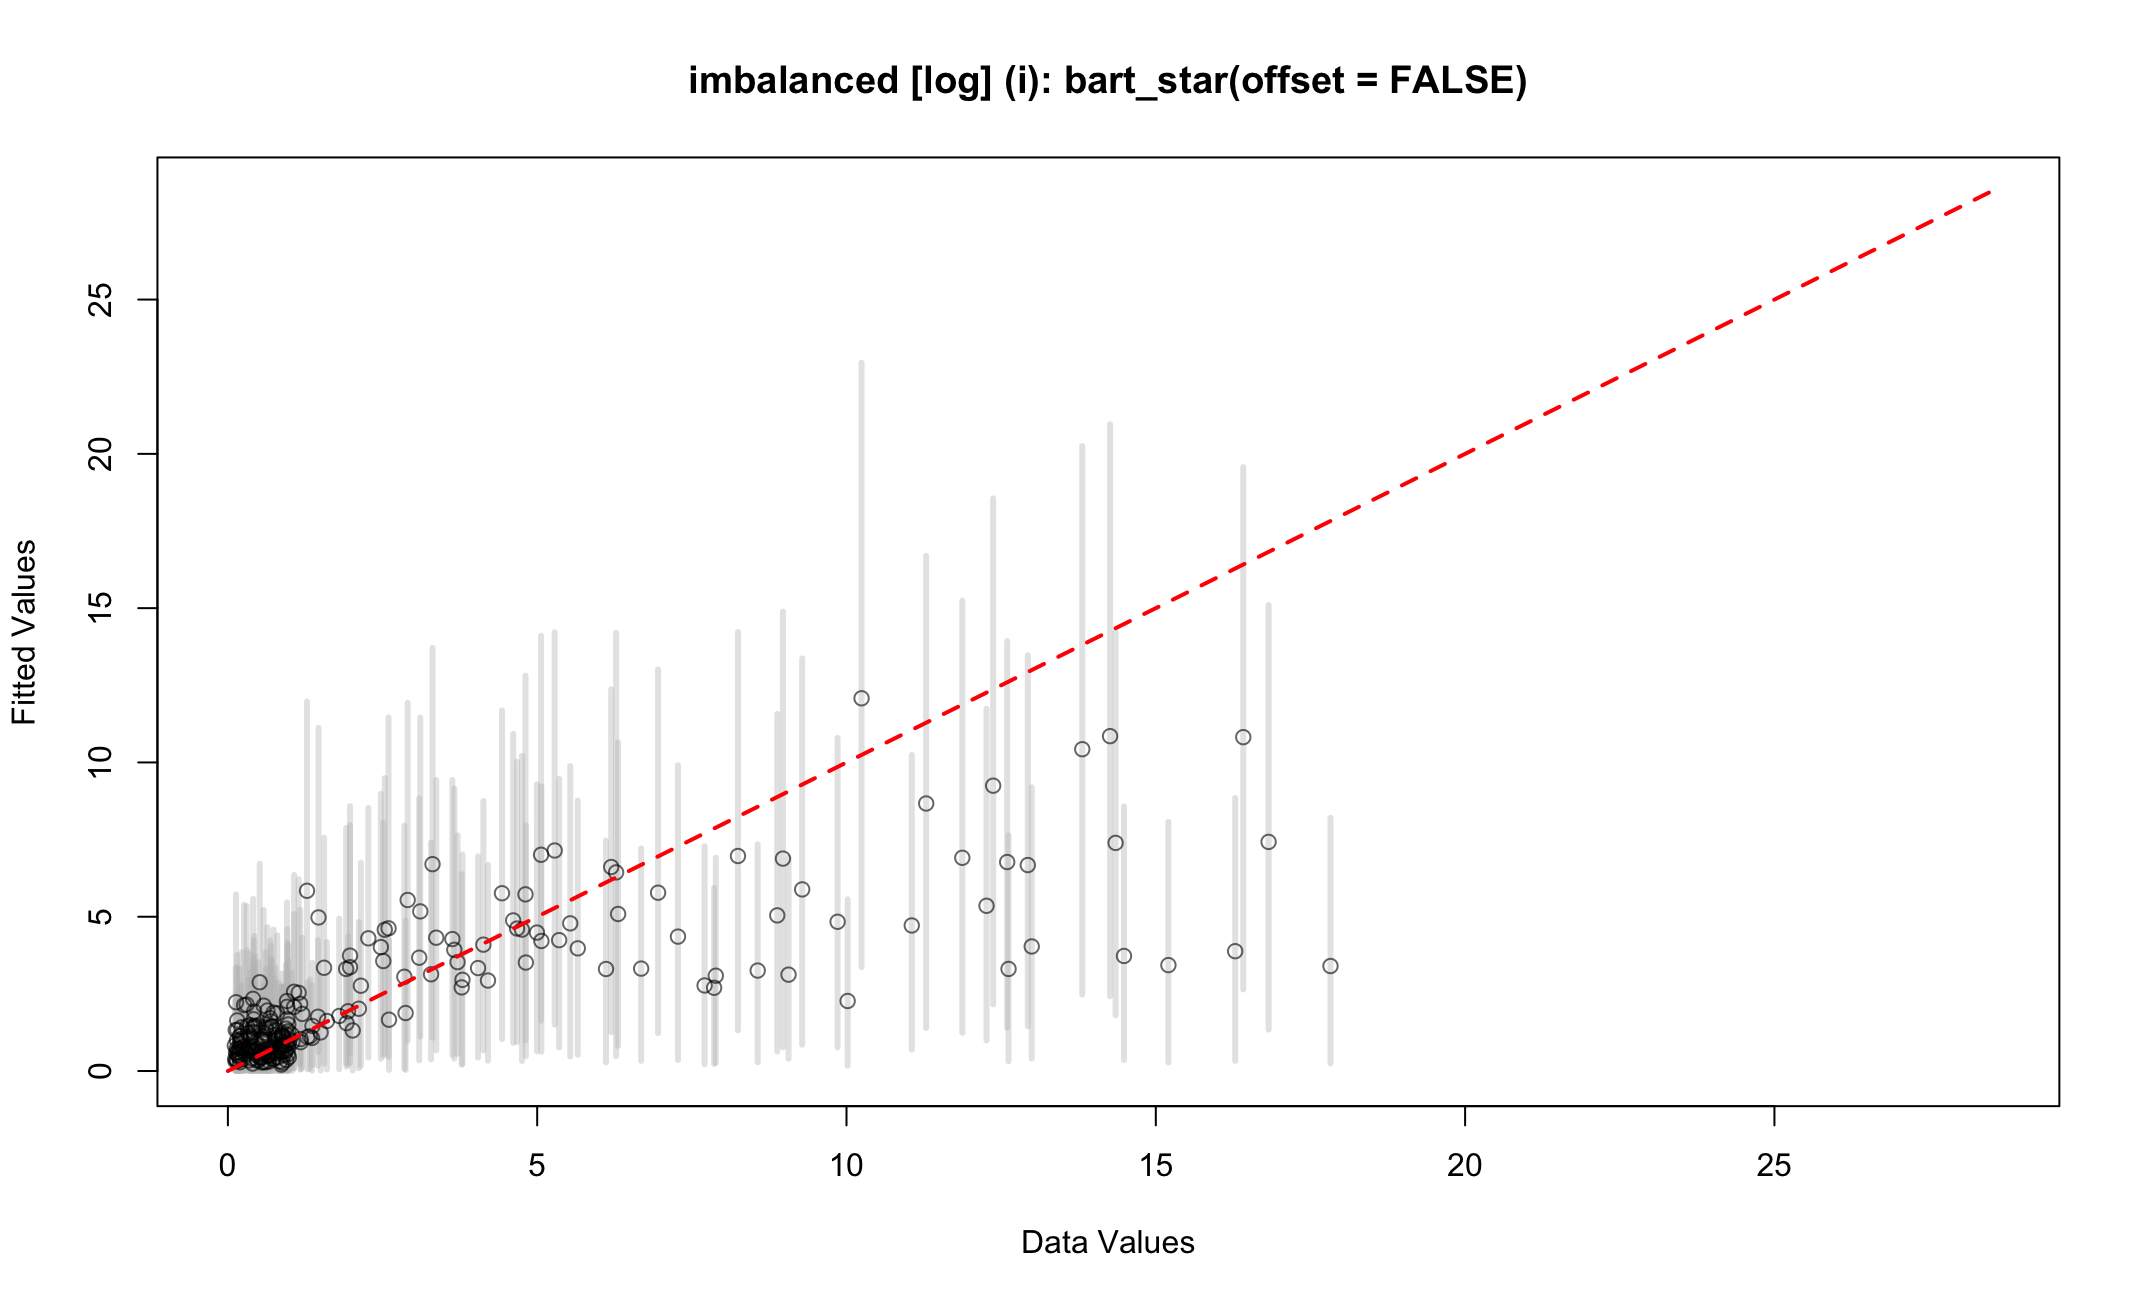 imbalanced [log] (i): bart_star(offset = FALSE)
Fitted Values
25
20
15
10
5
0
0 5 10 15 20 25
Data Values